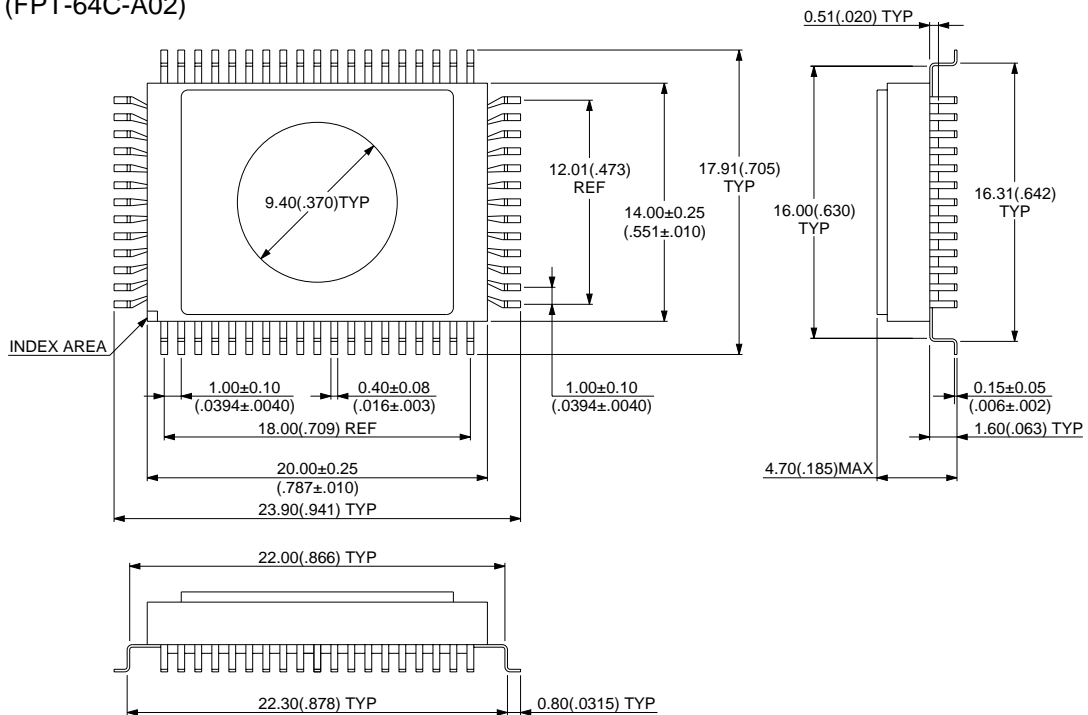 (FPT-64C-A02)
0.51(.020) TYP
9.40(.370)TYP
12.01(.473)
REF
17.91(.705)
TYP
14.00±0.25
(.551±.010)
16.00(.630)
TYP
16.31(.642)
TYP
INDEX AREA
1.00±0.10
(.0394±.0040)
0.40±0.08
(.016±.003)
1.00±0.10
(.0394±.0040)
0.15±0.05
(.006±.002)
18.00(.709) REF
1.60(.063) TYP
20.00±0.25
(.787±.010)
4.70(.185)MAX
23.90(.941) TYP
22.00(.866) TYP
22.30(.878) TYP
0.80(.0315) TYP